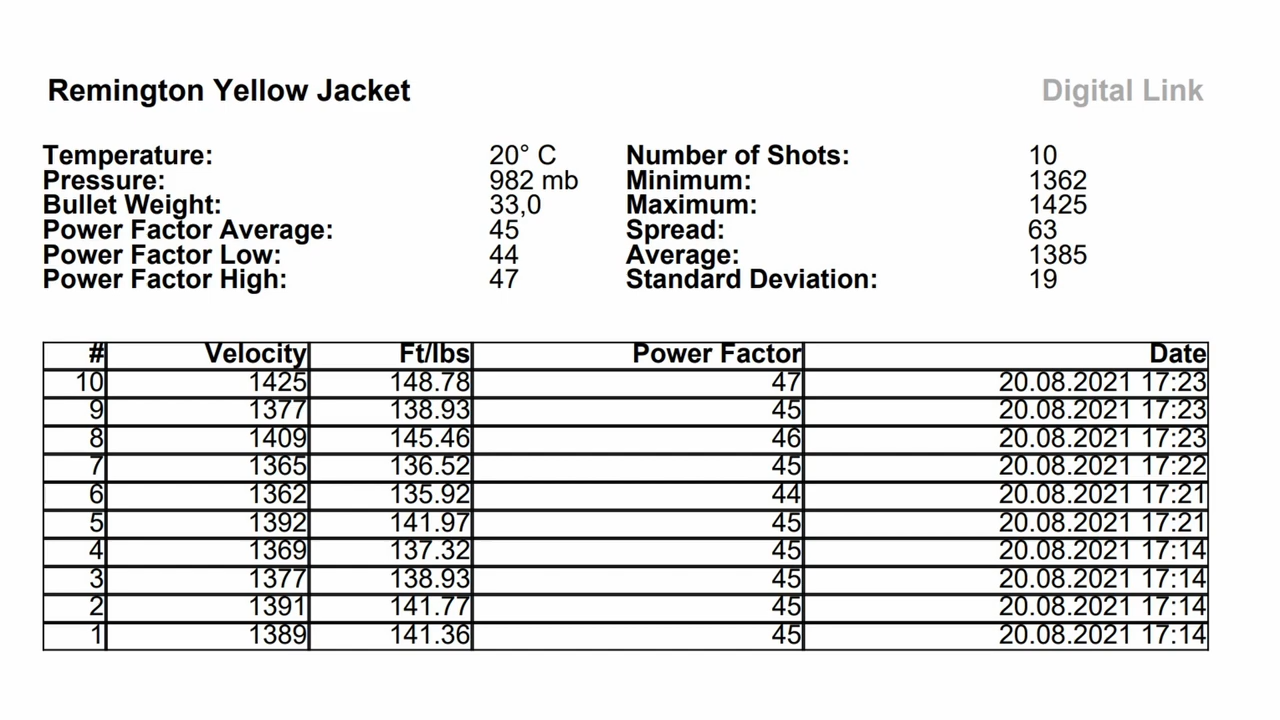 Remington Yellow Jacket Digital Link
Temperature: 20° C Number of Shots: 10
Pressure: 982 mb Minimum: 1362
Bullet Weight: 33,0 Maximum: 1425
Power Factor Average: 45 Spread: 63
Power Factor Low: 44 Average: 1385
Power Factor High: 47 Standard Deviation: 19
# Velocity Ft/lbs Power Factor Date
10 1425 148.78 47 20.08.2021 17:23
9 1377 138.93 45 20.08.2021 17:23
8 1409 145.46 46 20.08.2021 17:23
7 1365 136.52 45 20.08.2021 17:22
6 1362 135.92 44 20.08.2021 17:21
5 1392 141.97 45 20.08.2021 17:21
4 1369 137.32 45 20.08.2021 17:14
3 1377 138.93 45 20.08.2021 17:14
2 1391 141.77 45 20.08.2021 17:14
1 1389 141.36 45 20.08.2021 17:14